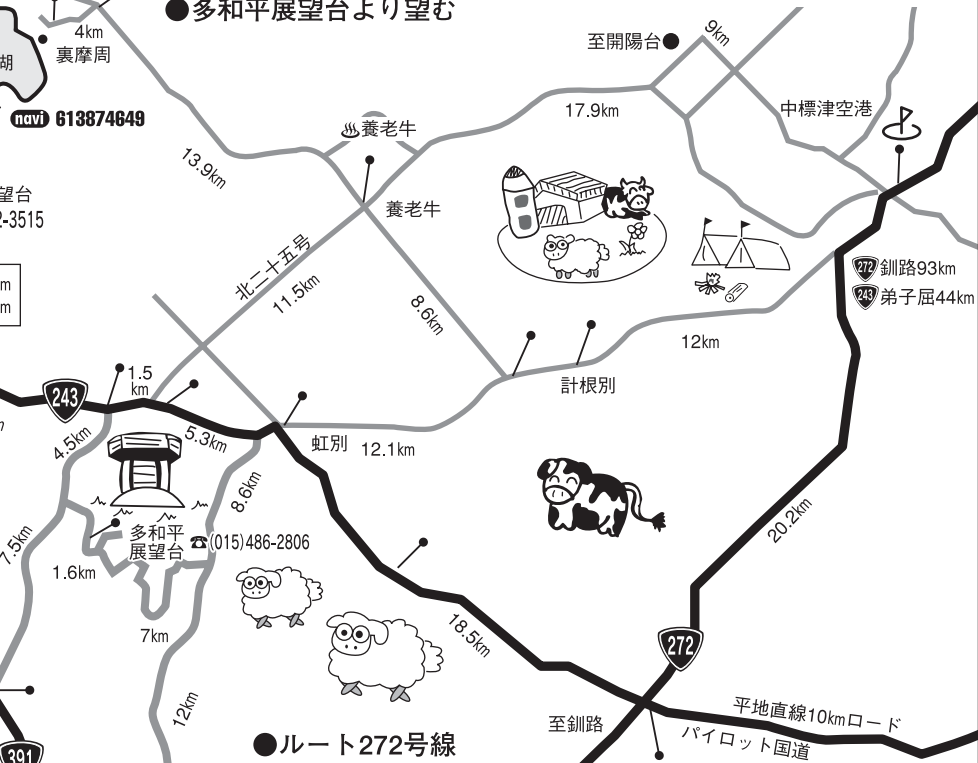 ●多和平展望台より望む
4km
裏摩周
湖
navi 613874649
至開陽台●
9km
17.9km
中標津空港
養老牛
13.9km
養老牛
望台
2-3515
北二十五号
11.5km
8.6km
272 釧路93km
243 弟子屈44km
m
m
12km
計根別
1.5
km
243
5.3km
虹別
12.1km
4.5km
8.6km
7.5km
多和平
展望台
☎(015)486-2806
1.6km
7km
12km
20.2km
18.5km
272
至釧路
平地直線10kmロード
パイロット国道
●ルート272号線
391